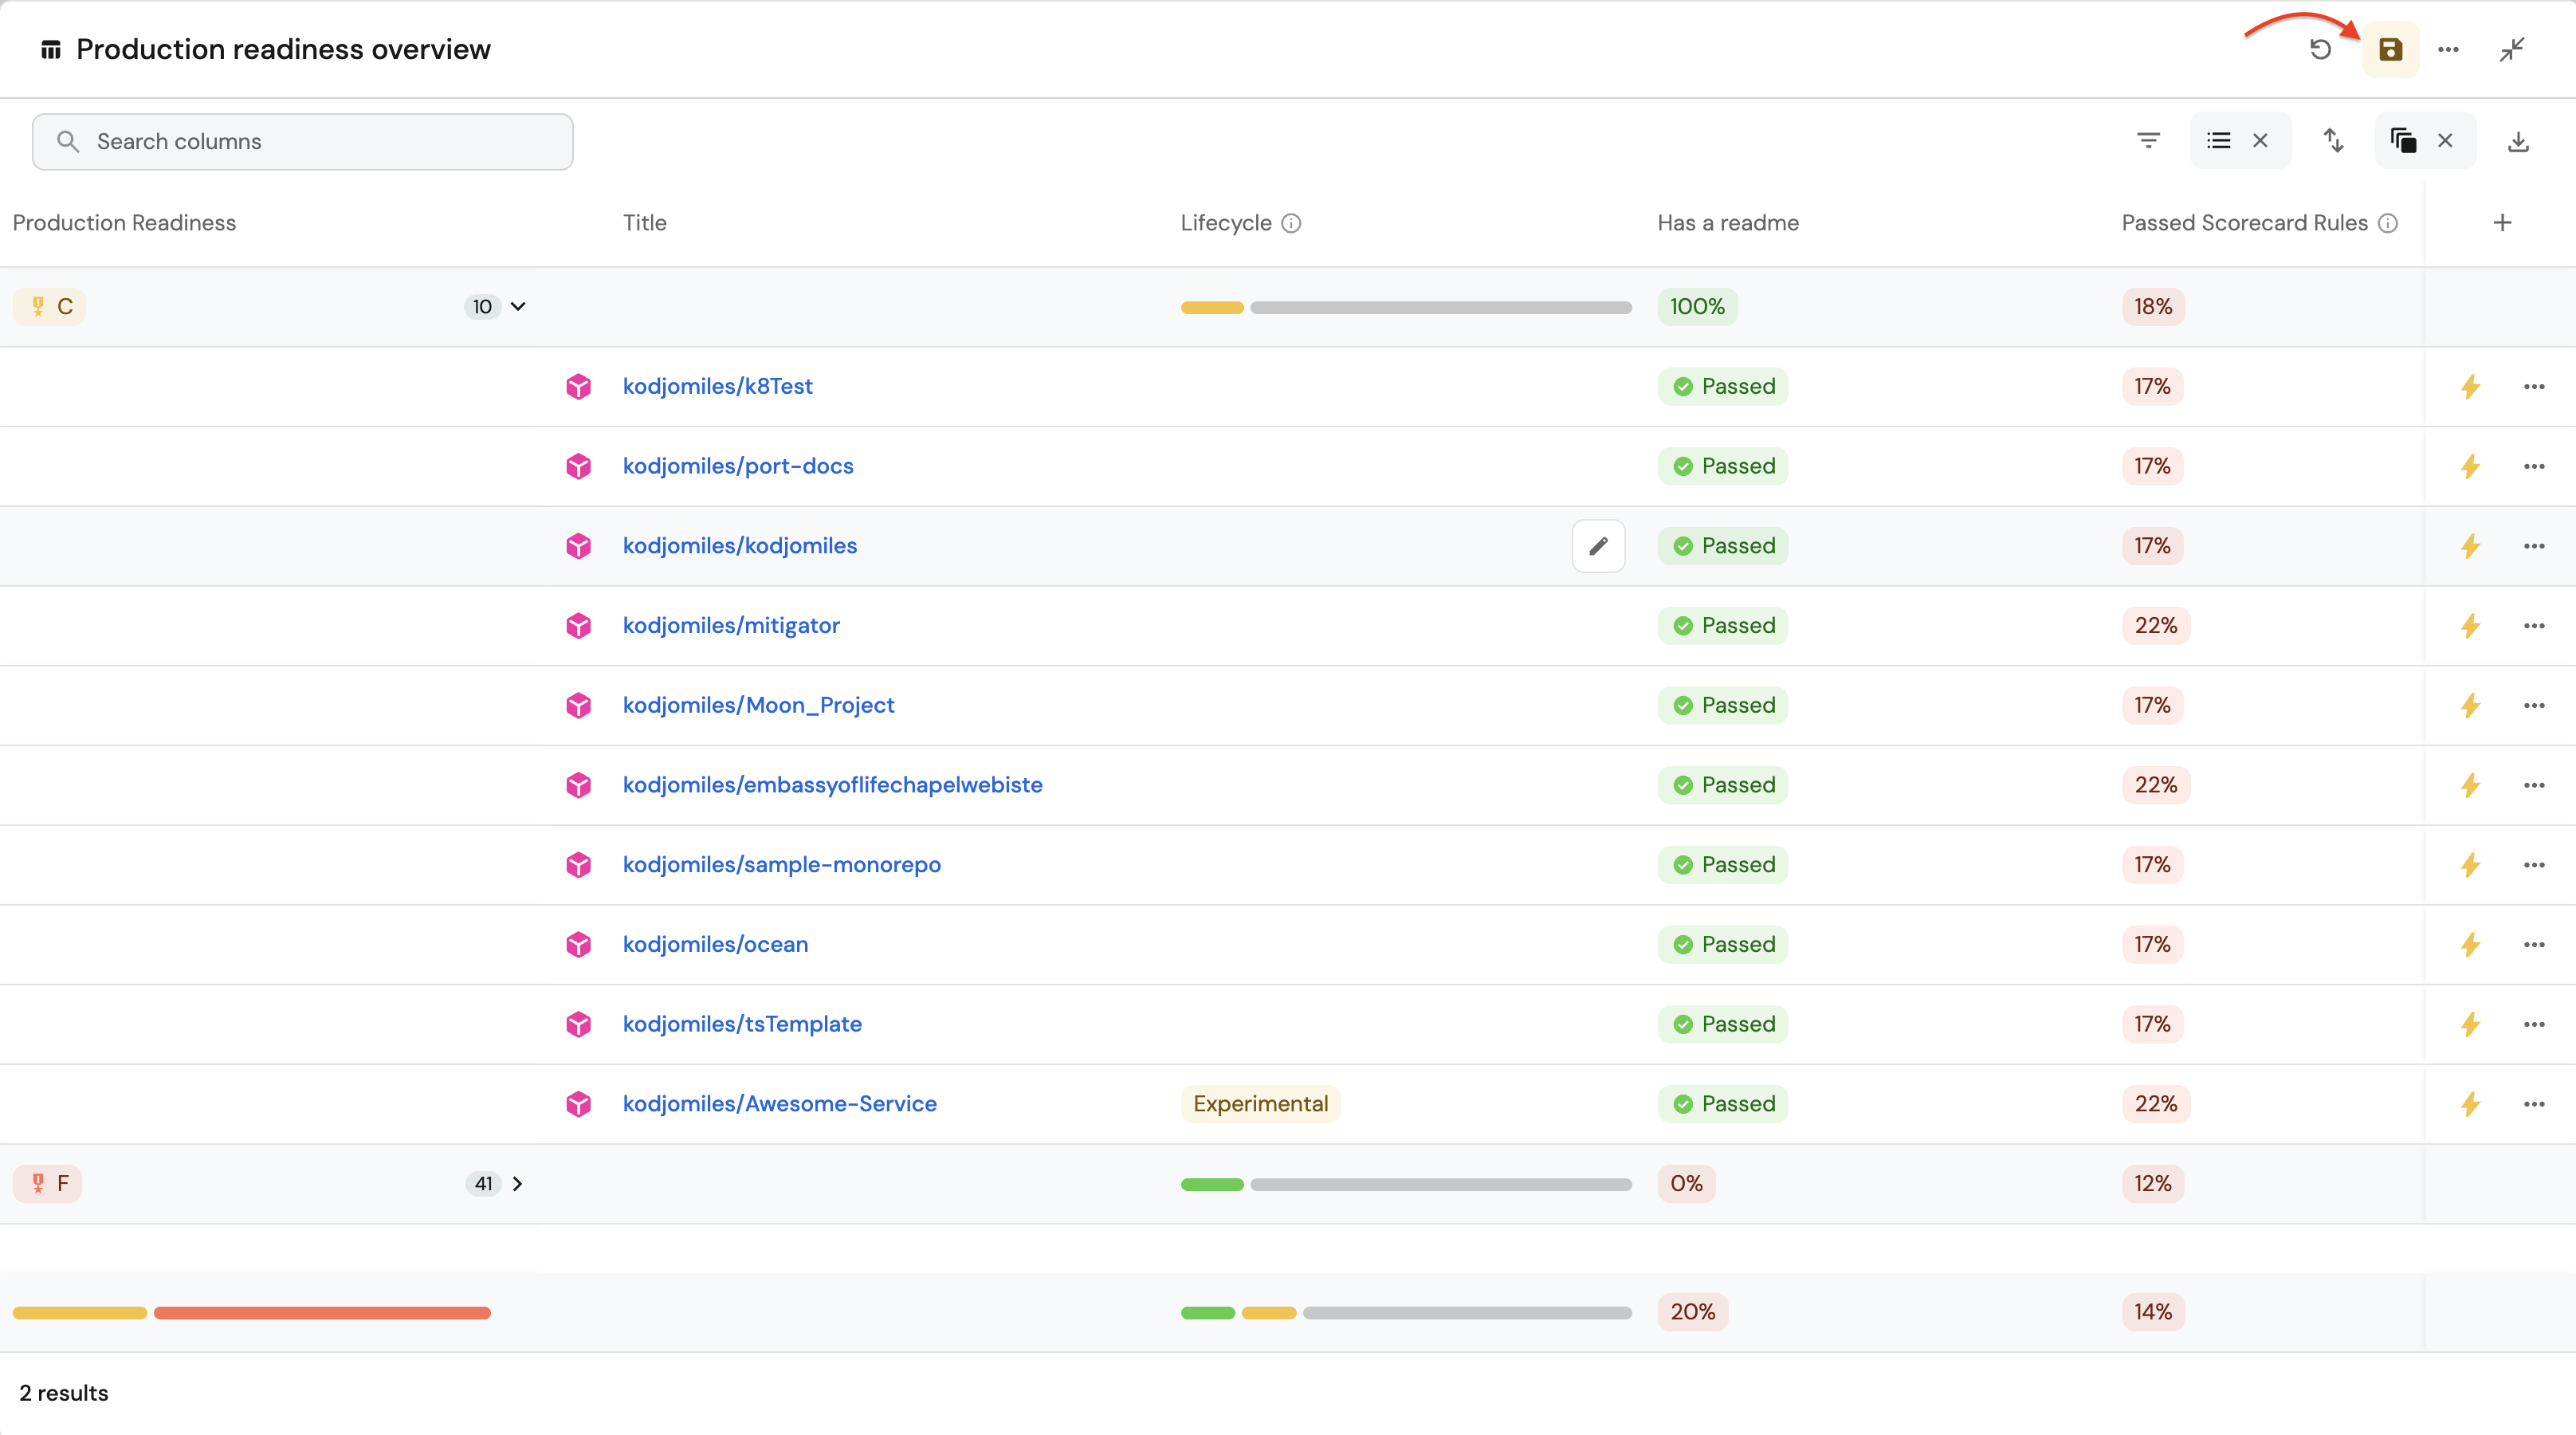 Production readiness overview
Search columns
Production Readiness Title Lifecycle Has a readme Passed Scorecard Rules
C 10 100% 18%
kodjomiles/k8Test Passed 17%
kodjomiles/port-docs Passed 17%
kodjomiles/kodjomiles Passed 17%
kodjomiles/mitigator Passed 22%
kodjomiles/Moon_Project Passed 17%
kodjomiles/embassyoflifechapelwebiste Passed 22%
kodjomiles/sample-monorepo Passed 17%
kodjomiles/ocean Passed 17%
kodjomiles/tsTemplate Passed 17%
kodjomiles/Awesome-Service Experimental Passed 22%
F 41 0% 12%
20% 14%
2 results